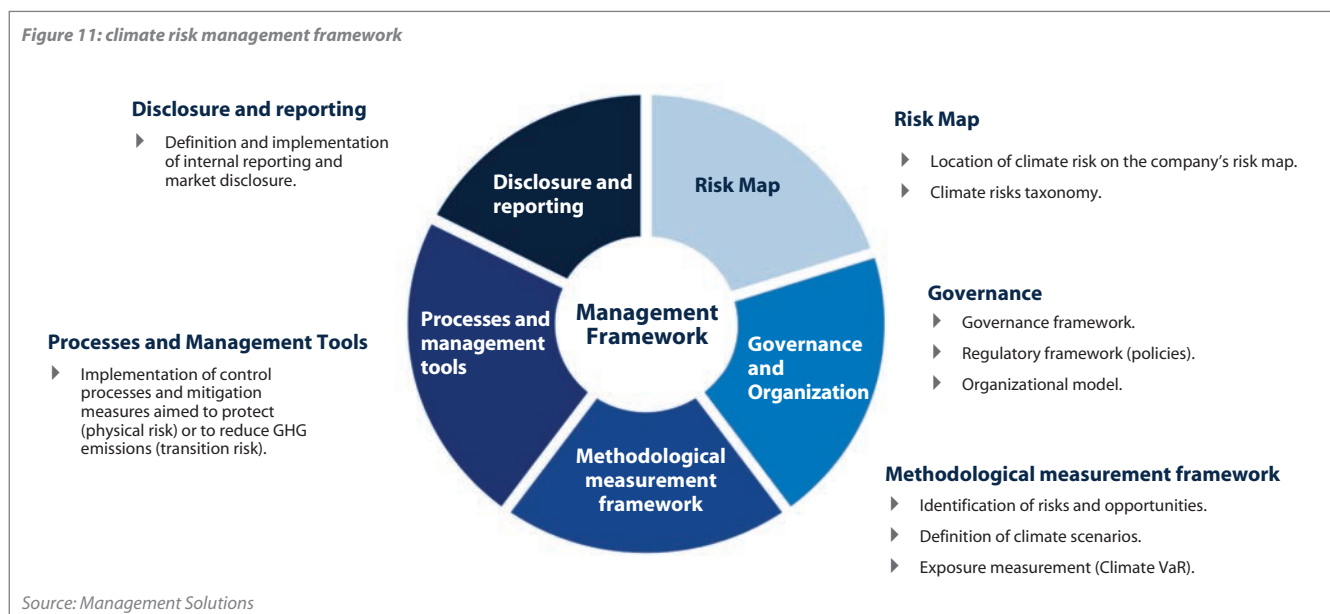 Figure 11: climate risk management framework
Disclosure and reporting
Definition and implementation
of internal reporting and
market disclosure.
Processes and Management Tools
Implementation of control
processes and mitigation
measures aimed to protect
(physical risk) or to reduce GHG
emissions (transition risk).
Disclosure and
reporting
Risk Map
Processes and
management
tools
Management
Framework
Governance
and
Organization
Methodological
measurement
framework
Risk Map
Location of climate risk on the company’s risk map.
Climate risks taxonomy.
Governance
Governance framework.
Regulatory framework (policies).
Organizational model.
Methodological measurement framework
Identification of risks and opportunities.
Definition of climate scenarios.
Exposure measurement (Climate VaR).
Source: Management Solutions